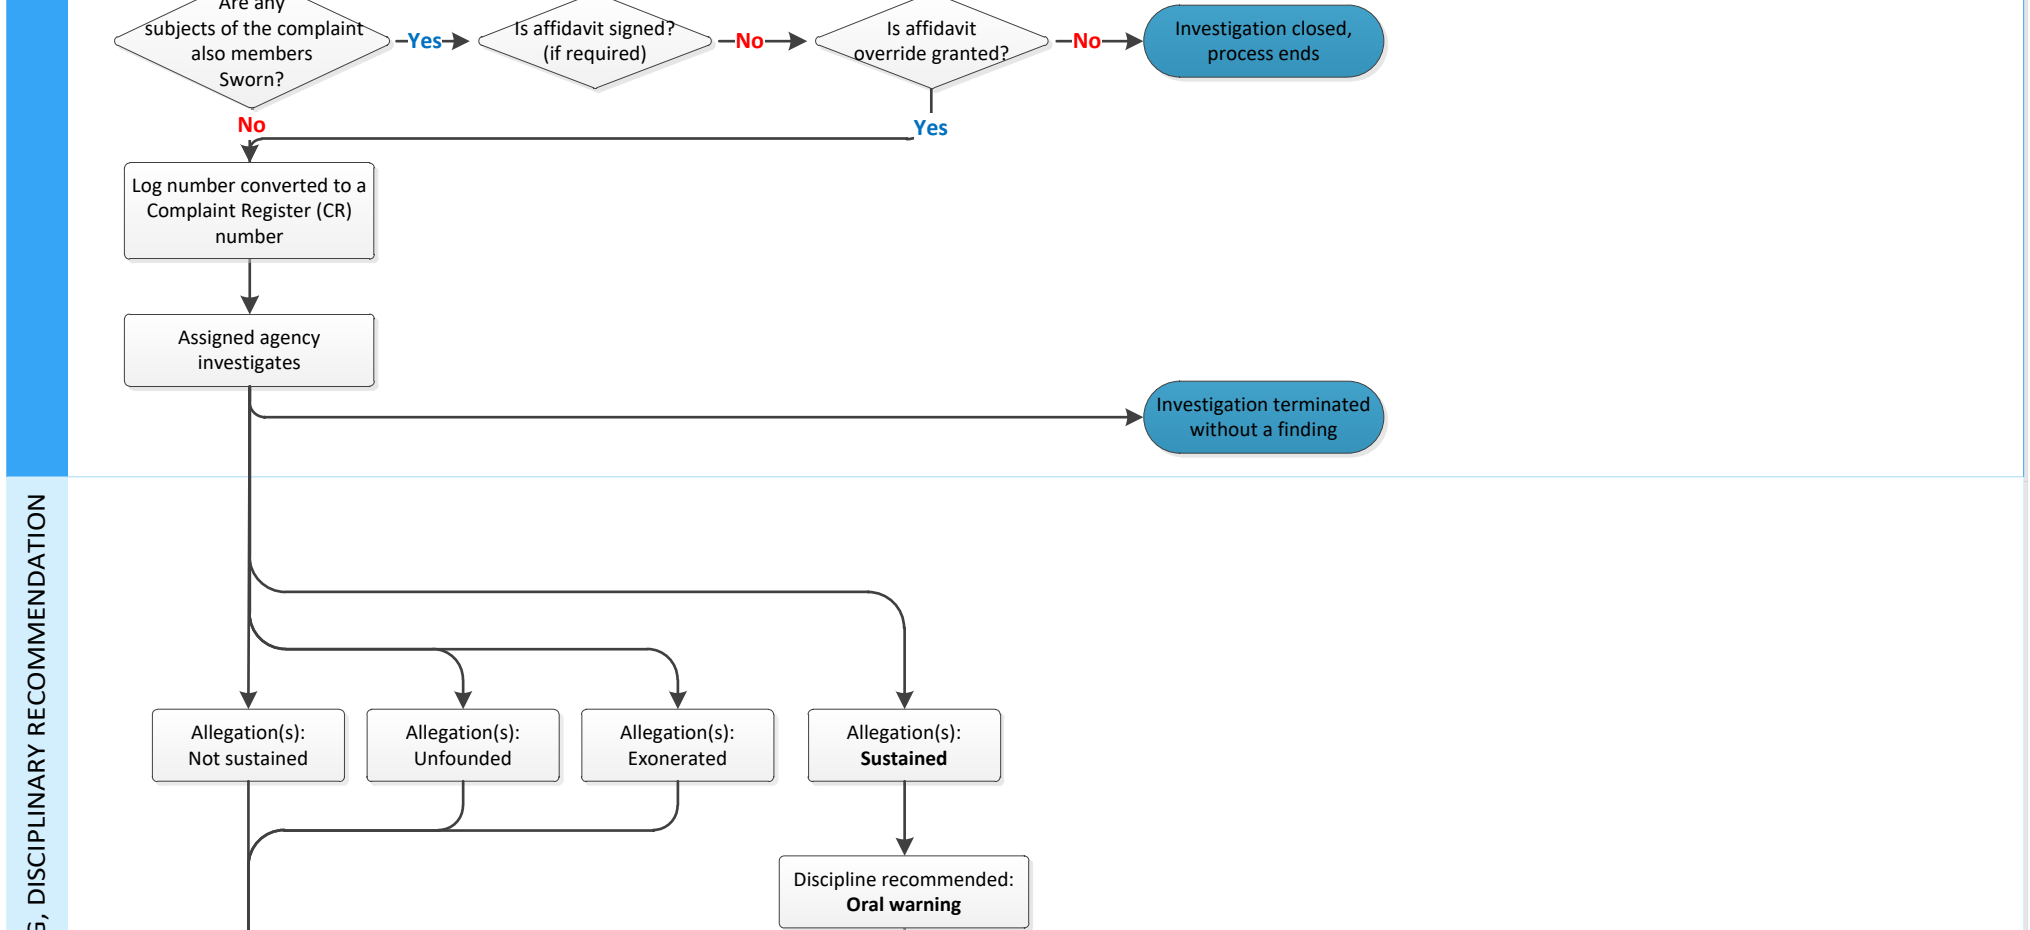 Are any
subjects of the complaint
also members
Sworn?
Yes
Is affidavit signed?
(if required)
No
Is affidavit
override granted?
No
Investigation closed,
process ends
No
Yes
Log number converted to a
Complaint Register (CR)
number
Assigned agency
investigates
Investigation terminated
without a finding
, DISCIPLINARY RECOMMENDATION
Allegation(s):
Not sustained
Allegation(s):
Unfounded
Allegation(s):
Exonerated
Allegation(s):
Sustained
Discipline recommended:
Oral warning